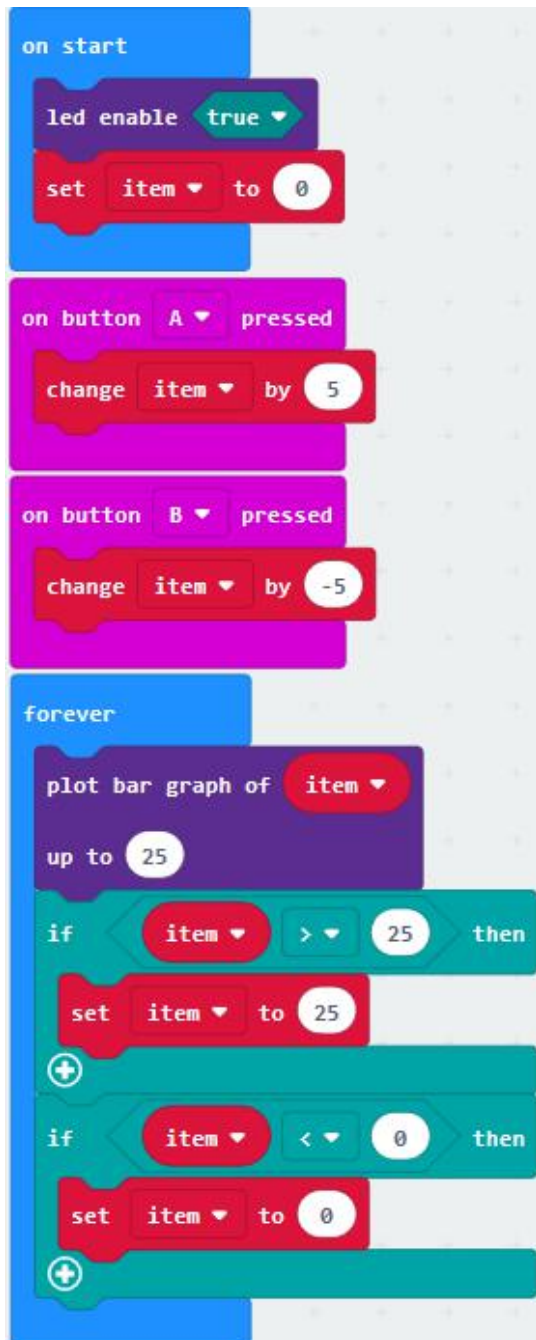 on start
led enable true
set item to 0
on button A pressed
change item by 5
on button B pressed
change item by -5
forever
plot bar graph of item
up to 25
if item > 25 then
set item to 25
if item < 0 then
set item to 0